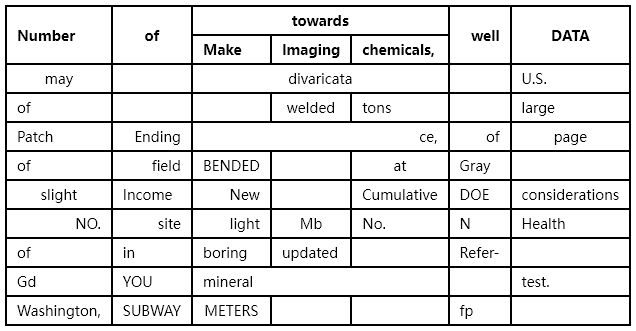 Number of towards well DATA
Make Imaging chemicals,
may divaricata U.S.
of welded tons large
Patch Ending ce, of page
of field BENDED at Gray
slight Income New Cumulative DOE considerations
NO. site light Mb No. N Health
of in boring updated Refer-
Gd YOU mineral test.
Washington, SUBWAY METERS fp